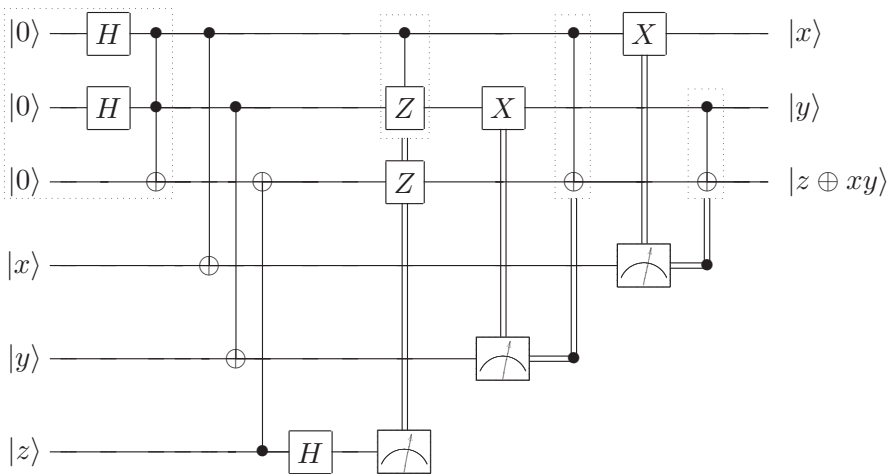 |0⟩ H X |x⟩
|0⟩ H Z X |y⟩
|0⟩ Z |z ⊕ xy⟩
|x⟩
|y⟩
|z⟩ H